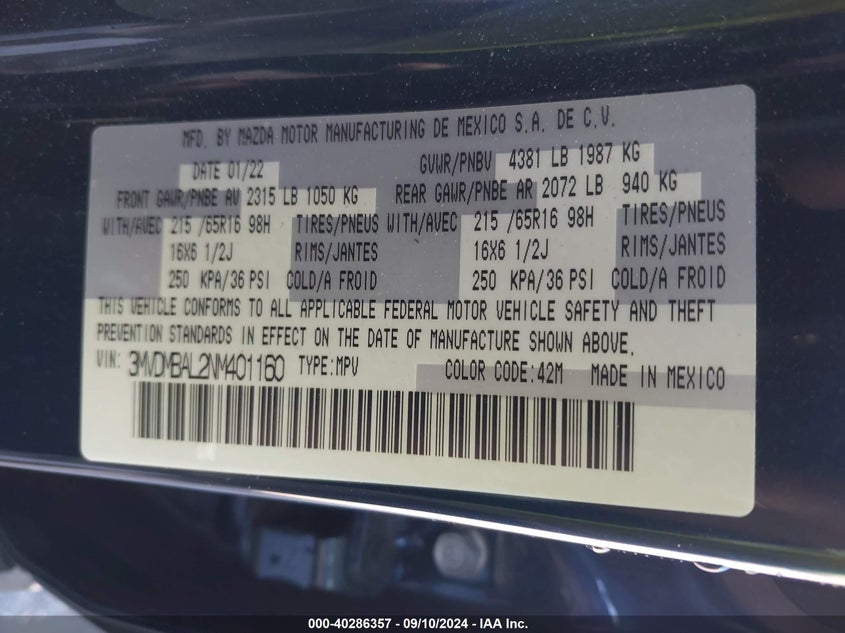 MFD. BY MAZDA MOTOR MANUFACTURING DE MEXICO S.A. DE C.V.
DATE 01/22 GVWR/PNBV 4381 LB 1987 KG
FRONT GAWR/PNBE AV 2315 LB 1050 KG REAR GAWR/PNBE AR 2072 LB 940 KG
WITH/AVEC 215 /65R16 98H TIRES/PNEUS WITH/AVEC 215 /65R16 98H TIRES/PNEUS
16X6 1/2J RIMS/JANTES 16X6 1/2J RIMS/JANTES
250 KPA/36 PSI COLD/A FROID 250 KPA/36 PSI COLD/A FROID
THIS VEHICLE CONFORMS TO ALL APPLICABLE FEDERAL MOTOR VEHICLE SAFETY AND THEFT
PREVENTION STANDARDS IN EFFECT ON THE DATE OF MANUFACTURE SHOWN ABOVE.
VIN: 3MVDMBAL2NM401160 TYPE:MPV COLOR CODE:42M MADE IN MEXICO
000-40286357 - 09/10/2024 - IAA Inc.